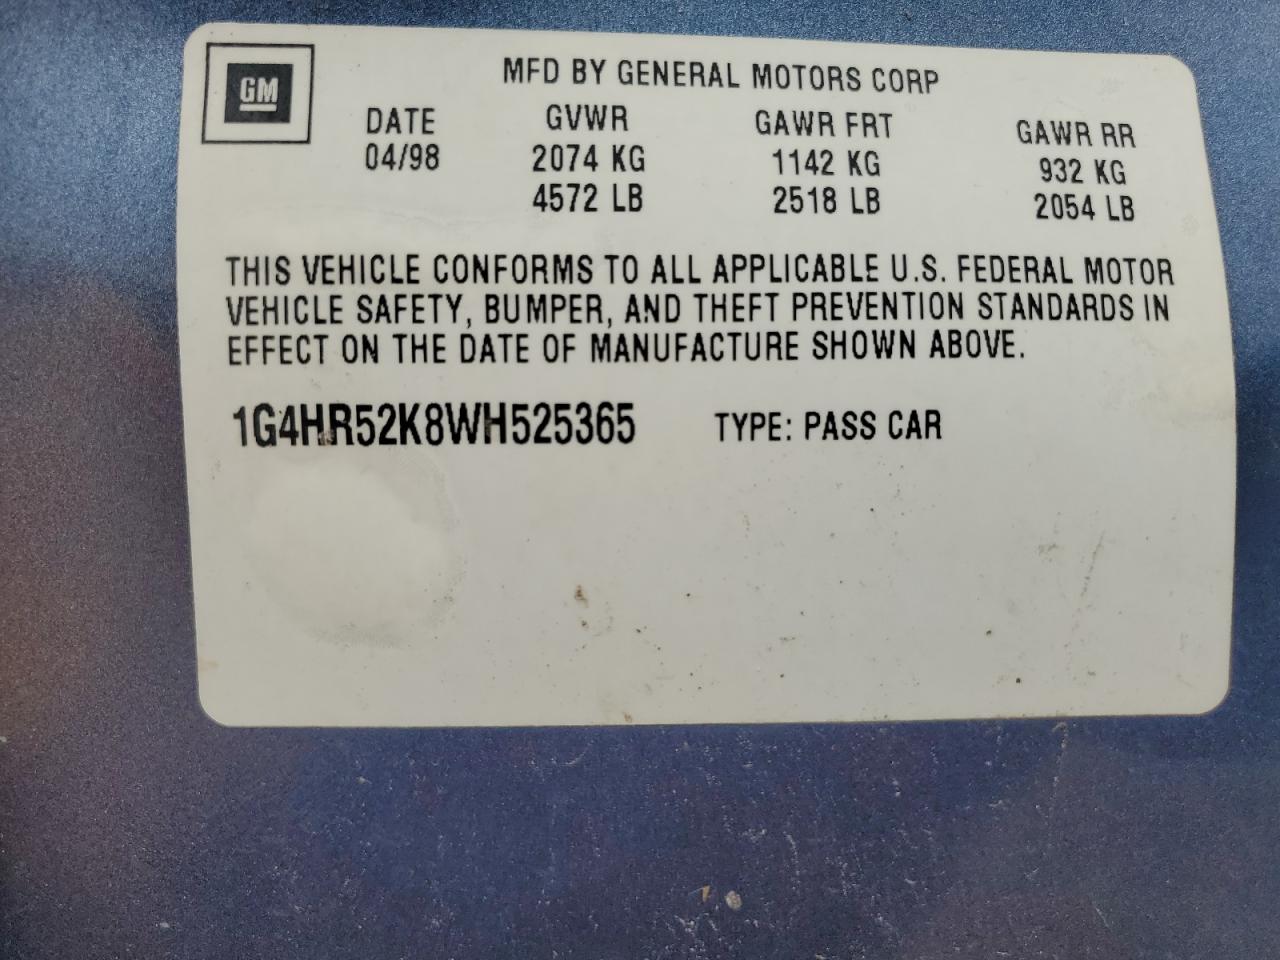 GM
MFD BY GENERAL MOTORS CORP
DATE GVWR GAWR FRT GAWR RR
04/98 2074 KG 1142 KG 932 KG
4572 LB 2518 LB 2054 LB
THIS VEHICLE CONFORMS TO ALL APPLICABLE U.S. FEDERAL MOTOR
VEHICLE SAFETY, BUMPER, AND THEFT PREVENTION STANDARDS IN
EFFECT ON THE DATE OF MANUFACTURE SHOWN ABOVE.
1G4HR52K8WH525365 TYPE: PASS CAR